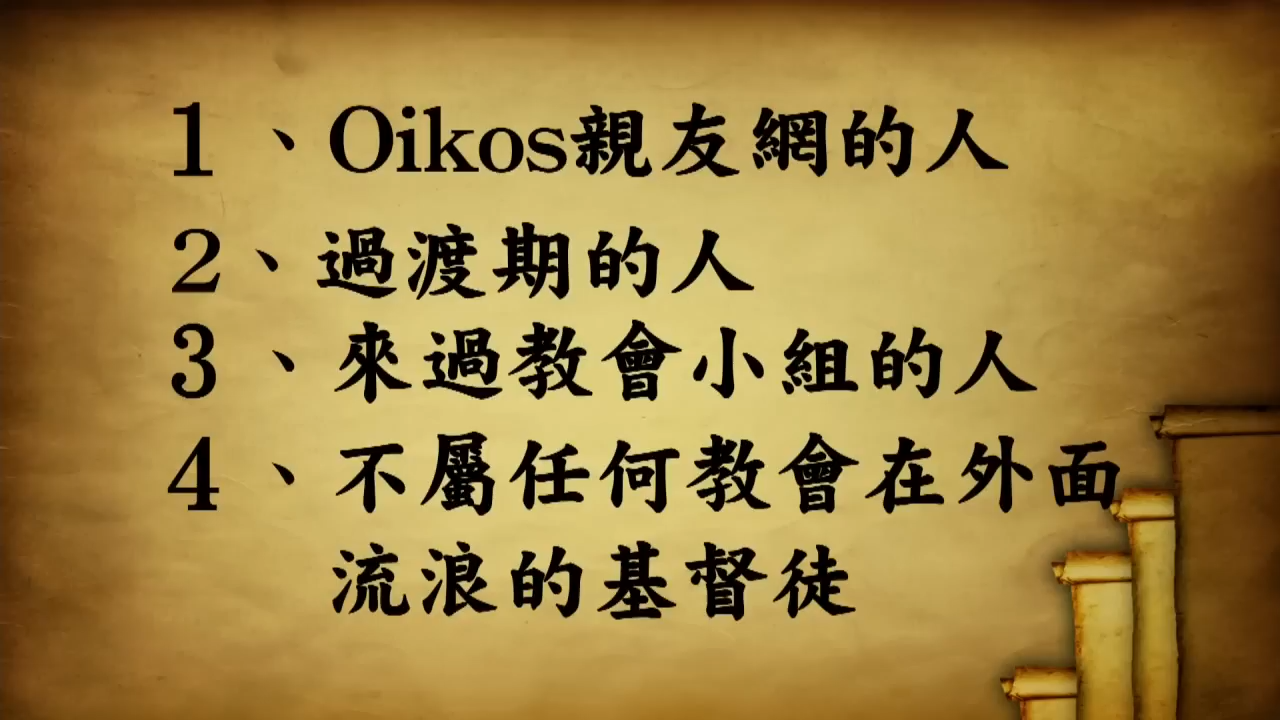 1、Oikos親友網的人
2、過渡期的人
3、來過教會小組的人
4、不屬任何教會在外面
流浪的基督徒